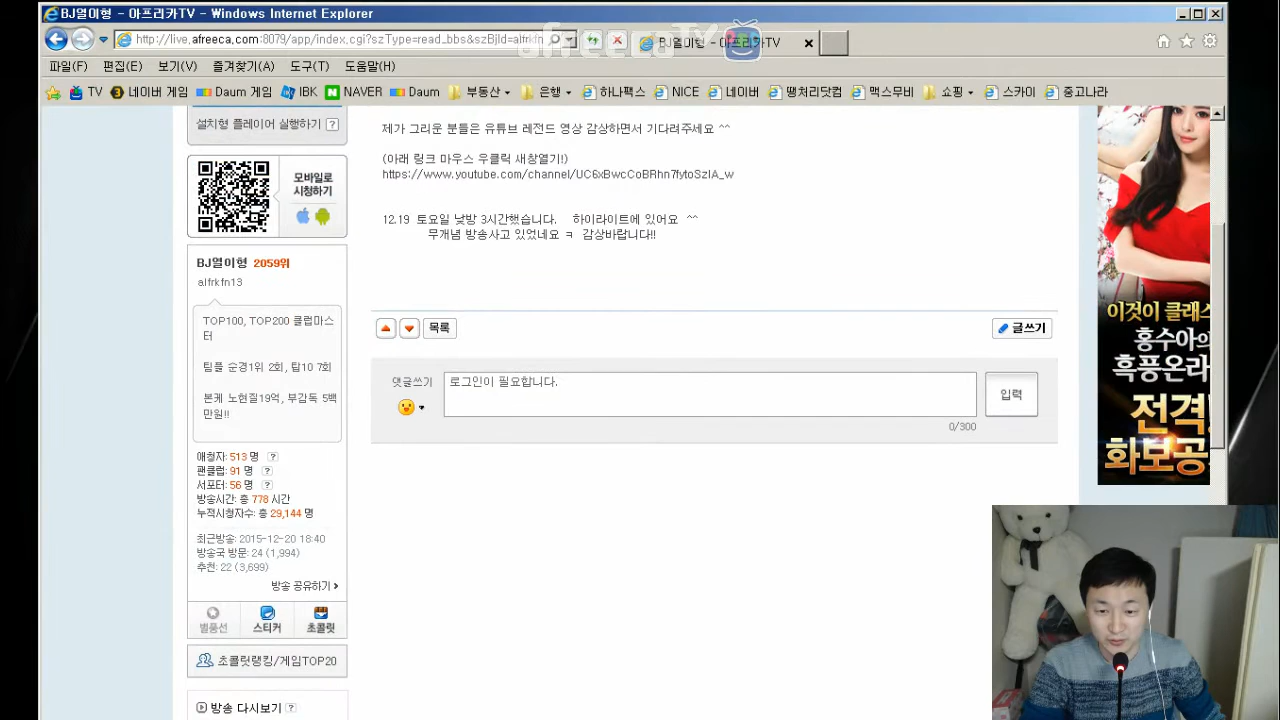 BJ열이형 - 아프리카TV - Windows Internet Explorer
http://live.afreeca.com:8079/app/index.cgi?szType=read_bbs&szBjId=alfrkfn
BJ열이형 - 아프리카TV
afreecaTV
파일(F) 편집(E) 보기(V) 즐겨찾기(A) 도구(T) 도움말(H)
TV 네이버 게임 Daum 게임 IBK NAVER Daum 부동산 은행 하나팩스 NICE 네이버 땡처리닷컴 맥스무비 쇼핑 스카이 중고나라
설치형 플레이어 실행하기 ?
모바일로
시청하기
BJ열이형 2059위
alfrkfn13
TOP100, TOP200 클럽마스
터
팀플 순경1위 2회, 탑10 7회
본케 노현질19억, 부감독 5백
만원!!
애청자: 513 명 ?
팬클럽: 91 명 ?
서포터: 56 명 ?
방송시간: 총 778 시간
누적시청자수: 총 29,144 명
최근방송: 2015-12-20 18:40
방송국 방문: 24 (1,994)
추천: 22 (3,699)
방송 공유하기
별풍선 스티커 초콜릿
초콜릿랭킹/게임TOP20
방송 다시보기 ?
제가 그리운 분들은 유튜브 레전드 영상 감상하면서 기다려주세요 ^^
(아래 링크 마우스 우클릭 새창열기!)
https://www.youtube.com/channel/UC6xBwcCoBRhn7fytoSzIA_w
12.19 토요일 낮방 3시간했습니다. 하이라이트에 있어요 ^^
무개념 방송사고 있었네요 ㅋ 감상바랍니다!!
목록
글쓰기
댓글쓰기
로그인이 필요합니다.
입력
0/300
이것이 클래스
홍수아의
흑풍온라
전격!
화보공